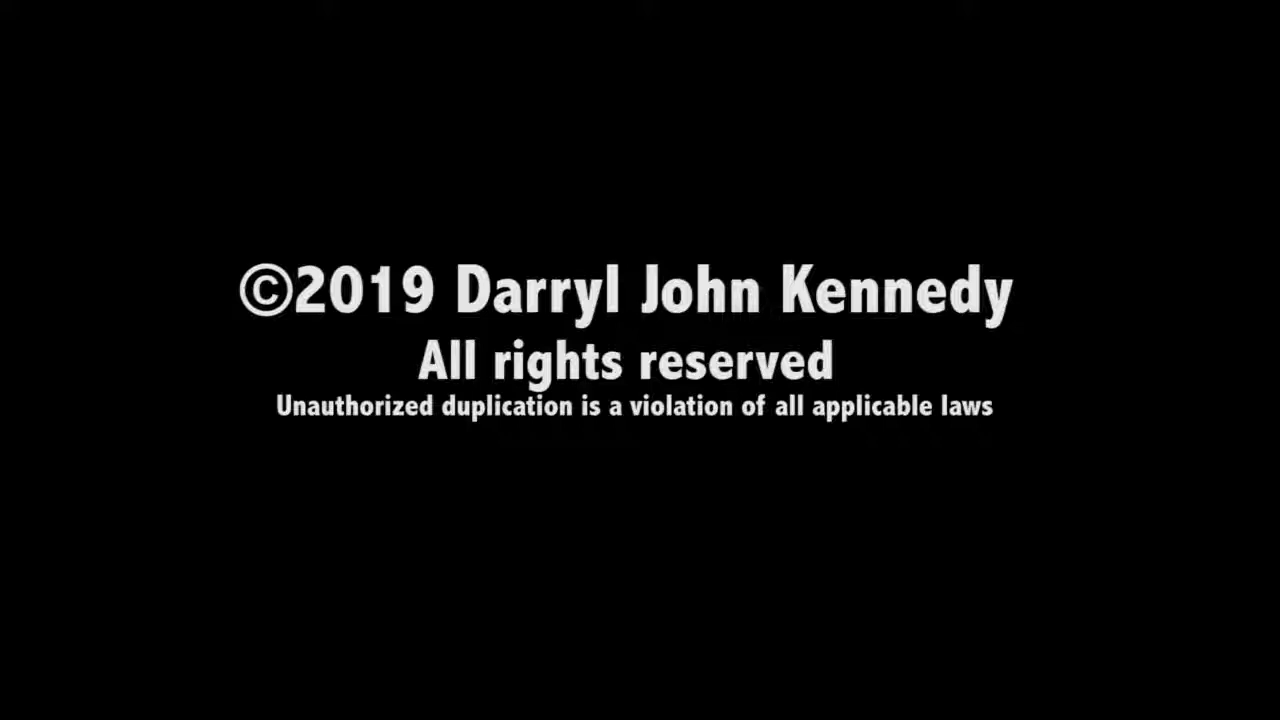 ©2019 Darryl John Kennedy
All rights reserved
Unauthorized duplication is a violation of all applicable laws